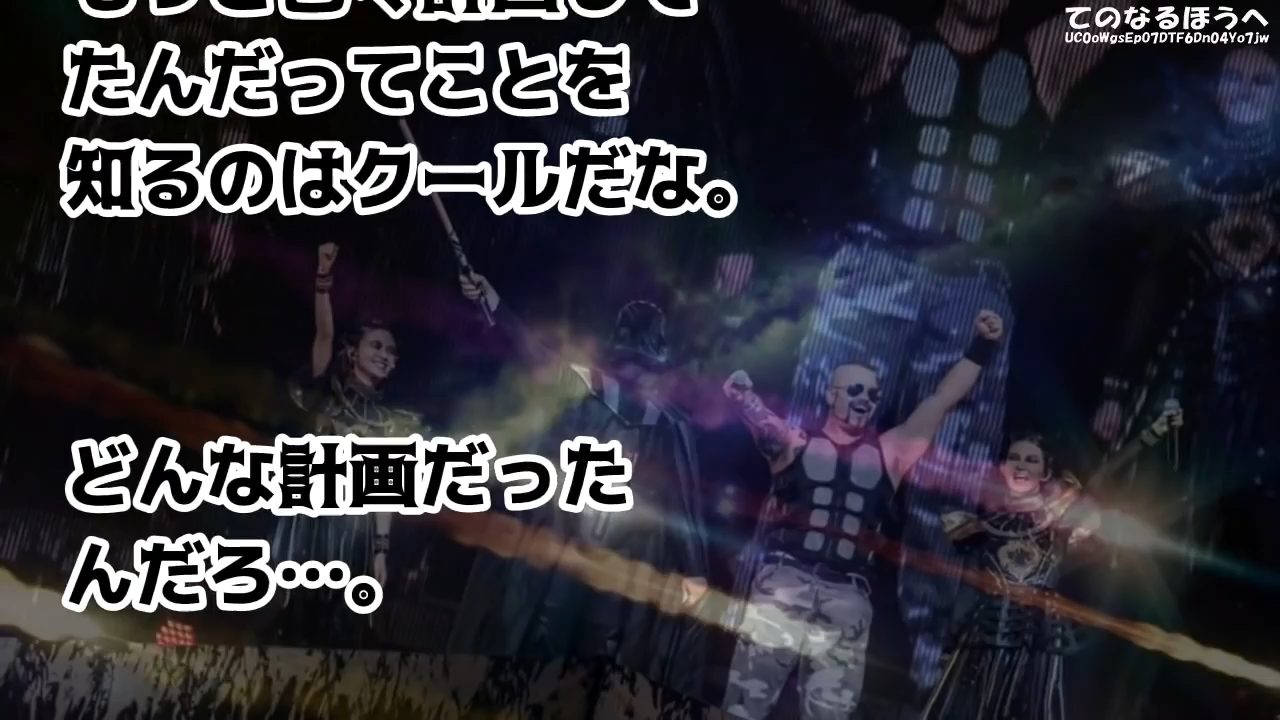 てのなるほうへ
UCOoWgsEpO7DTF6DnO4Yo7jw
たんだってことを
知るのはクールだな。
どんな計画だった
んだろ…。